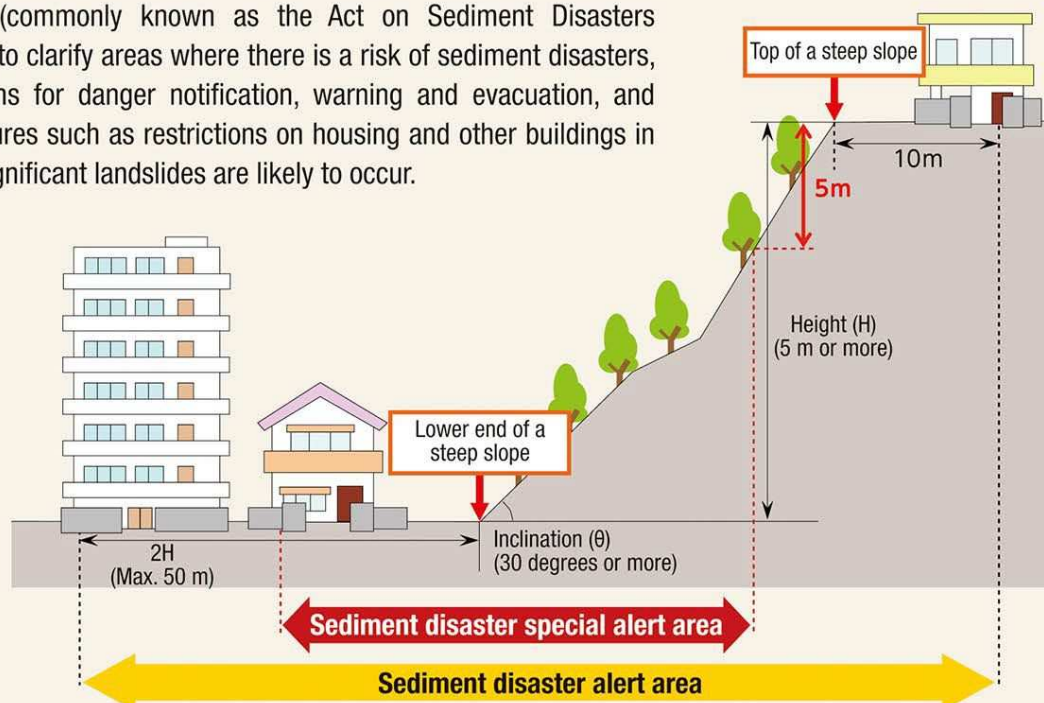 (commonly known as the Act on Sediment Disasters
to clarify areas where there is a risk of sediment disasters,
ns for danger notification, warning and evacuation, and
ures such as restrictions on housing and other buildings in
gnificant landslides are likely to occur.
Top of a steep slope
10m
5m
Height (H)
(5 m or more)
Lower end of a
steep slope
2H
(Max. 50 m)
Inclination (θ)
(30 degrees or more)
Sediment disaster special alert area
Sediment disaster alert area